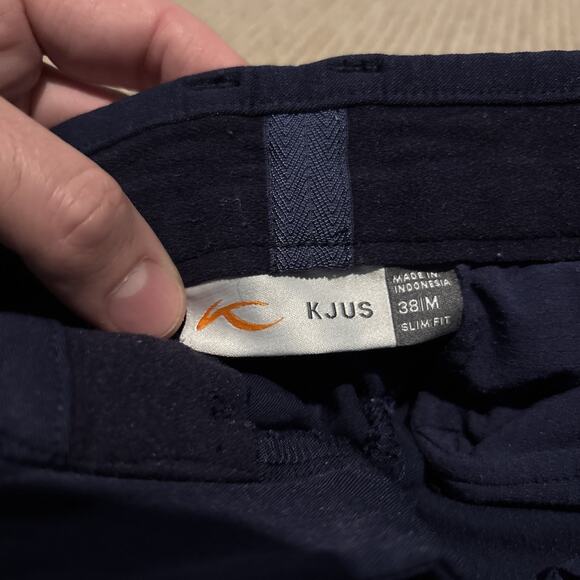 KJUS
MADE IN
INDONESIA
38|M
SLIM FIT